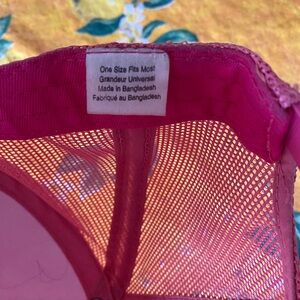 One Size Fits Most
Grandeur Universel
Made in Bangladesh
Fabriqué au Bangladesh